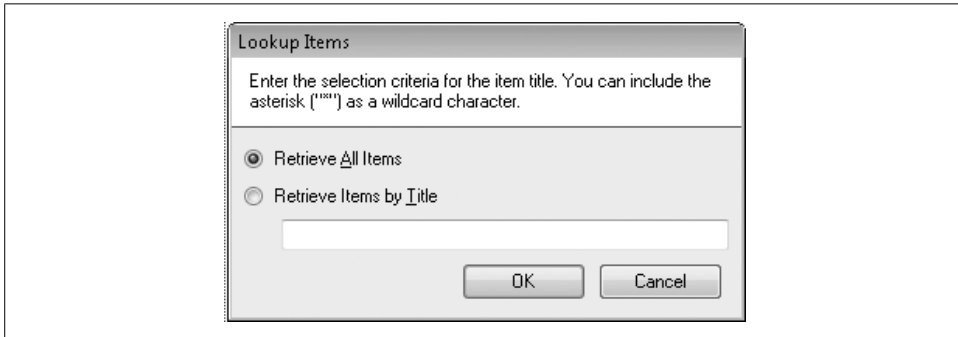 Lookup Items
Enter the selection criteria for the item title. You can include the
asterisk ("*") as a wildcard character.
Retrieve All Items
Retrieve Items by Title
OK
Cancel